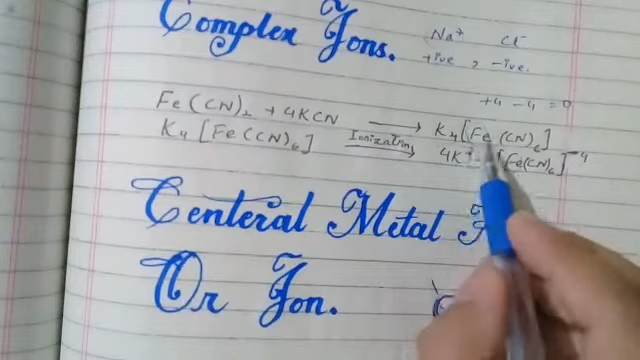 Complex Ions.
Na⁺ Cl⁻
+ive , -ive.
+4 - 4 = 0
Fe(CN)₂ + 4KCN ⟶ K₄[Fe(CN)₆]
K₄[Fe(CN)₆] Ionization ⟶ 4K⁺ [Fe(CN)₆]⁻⁴
Centeral Metal
Or Ion.